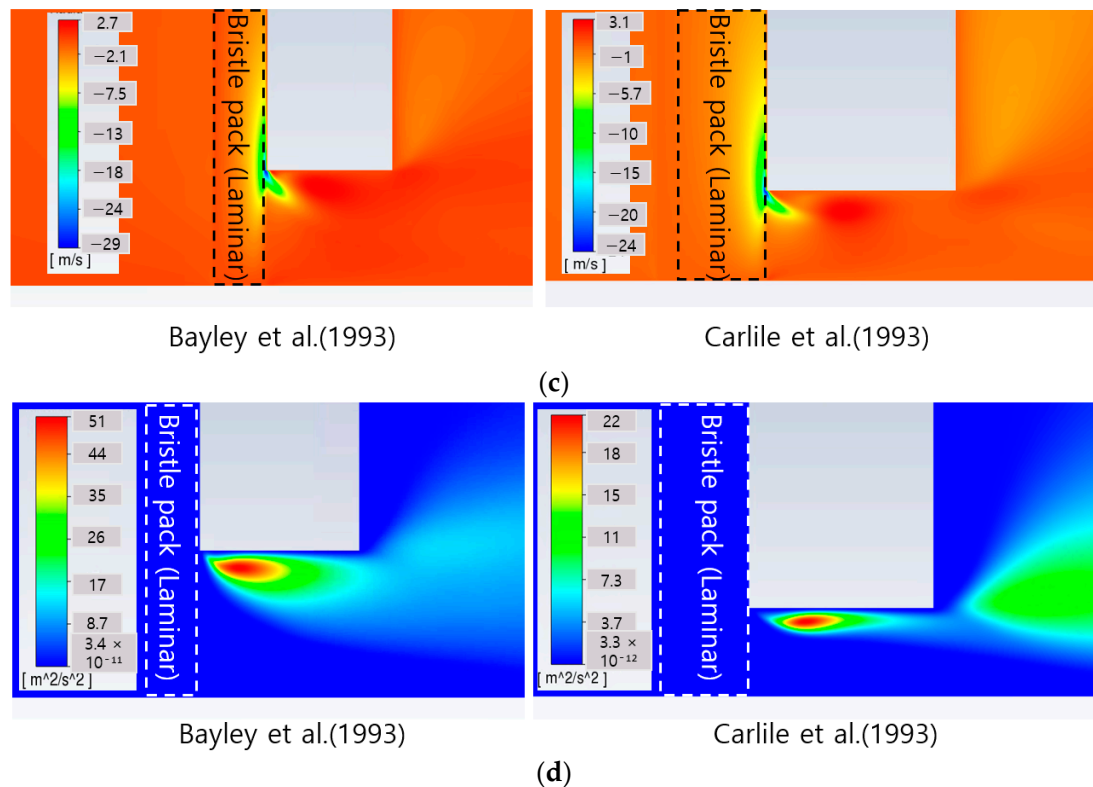 2.7
−2.1
−7.5
−13
−18
−24
−29
[ m/s ]
Bristle pack (Laminar)
3.1
−1
−5.7
−10
−15
−20
−24
[ m/s ]
Bristle pack (Laminar)
Bayley et al.(1993)
Carlile et al.(1993)
(c)
51
44
35
26
17
8.7
3.4 ×
10⁻¹¹
[ m^2/s^2 ]
Bristle pack (Laminar)
22
18
15
11
7.3
3.7
3.3 ×
10⁻¹²
[ m^2/s^2 ]
Bristle pack (Laminar)
Bayley et al.(1993)
Carlile et al.(1993)
(d)